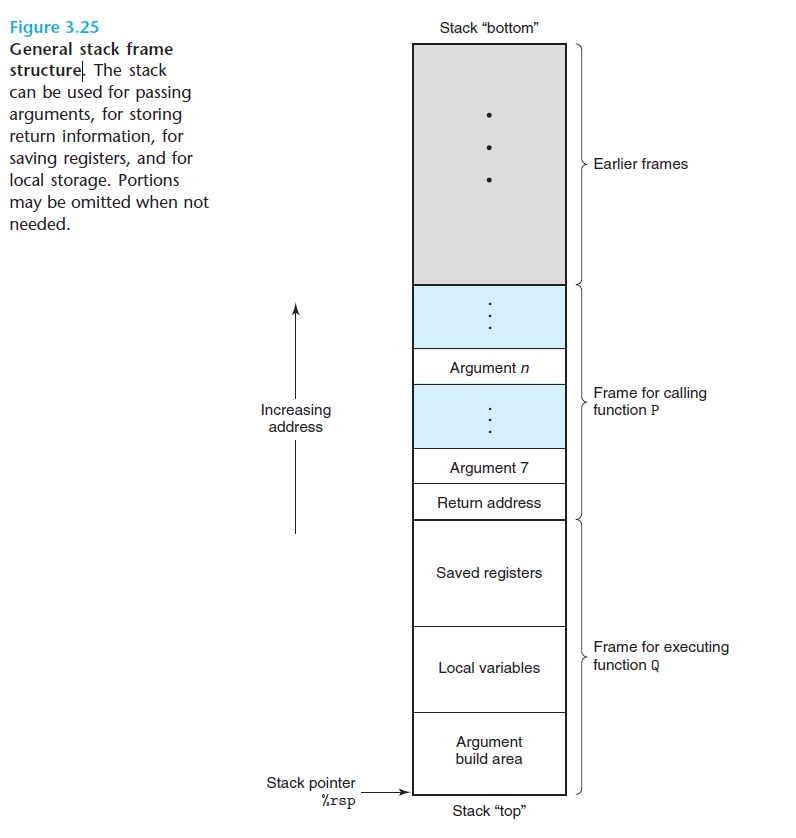 Figure 3.25
General stack frame
structure. The stack
can be used for passing
arguments, for storing
return information, for
saving registers, and for
local storage. Portions
may be omitted when not
needed.
Stack “bottom”
Earlier frames
Argument n
Increasing
address
Frame for calling
function P
Argument 7
Return address
Saved registers
Local variables
Frame for executing
function Q
Argument
build area
Stack pointer
%rsp
Stack “top”